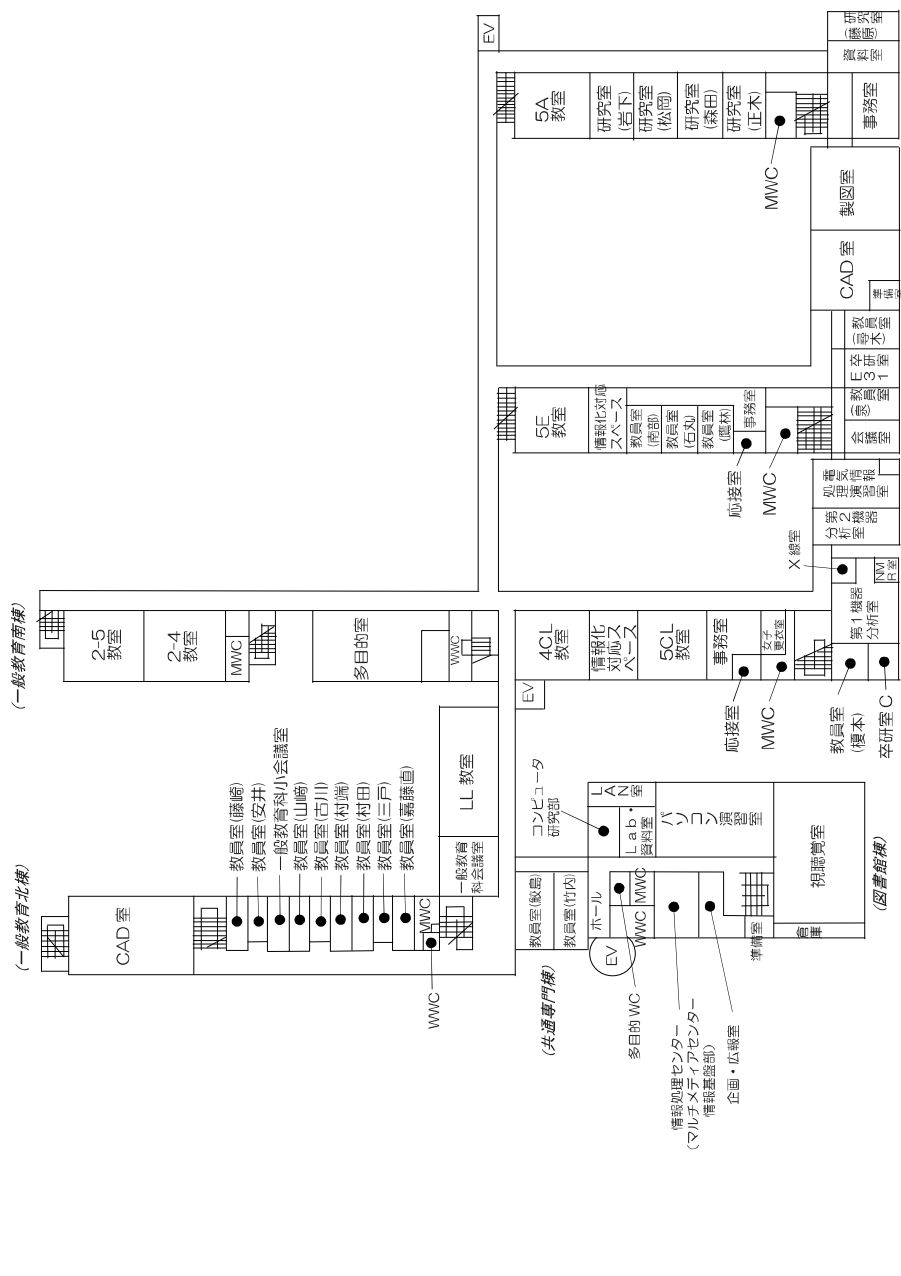 EV
研究室
(藤原)
資料室
事務室
5A
教室
研究室
(岩下)
研究室
(松岡)
研究室
(森田)
研究室
(正木)
MWC
製図室
CAD室
準備室
教員室
(尋木)
卒研室
E31
教員室
会議室
5E
教室
情報化対応
スペース
教員室
(南部)
教員室
(石丸)
教員室
(鷹林)
事務室
応接室
MWC
電気情報
処理演習室
第2機器
分析室
X線室
NMR室
第1機器
分析室
(一般教育南棟)
2-5
教室
2-4
教室
MWC
多目的室
WWC
4CL
教室
情報化
対応ス
ペース
5CL
教室
事務室
女子
更衣室
応接室
MWC
教員室
(榎本)
卒研室C
EV
LL教室
一般教育
科会議室
教員室(藤崎)
教員室(安井)
一般教育科小会議室
教員室(山﨑)
教員室(古川)
教員室(村端)
教員室(村田)
教員室(三戸)
教員室(嘉藤直)
(一般教育北棟)
CAD室
MWC
WWC
コンピュータ
研究部
LAN室
Lab・
資料室
パソコン演習室
視聴覚室
(図書館棟)
教員室(鮫島)
教員室(竹内)
ホール
WWC
MWC
EV
準備室
倉庫
(共通専門棟)
多目的WC
情報処理センター
(マルチメディアセンター
情報基盤部)
企画・広報室